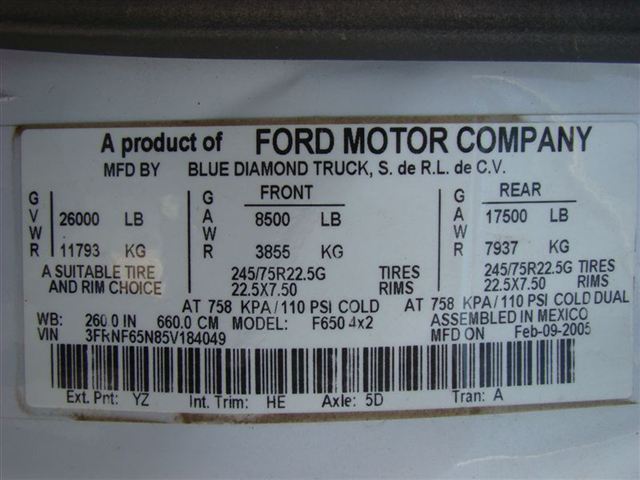 A product of FORD MOTOR COMPANY
MFD BY BLUE DIAMOND TRUCK, S. de R.L. de C.V.
GVWR 26000 LB 11793 KG
FRONT
GAWR 8500 LB 3855 KG
REAR
GAWR 17500 LB 7937 KG
A SUITABLE TIRE AND RIM CHOICE
245/75R22.5G TIRES
22.5X7.50 RIMS
AT 758 KPA/110 PSI COLD
245/75R22.5G TIRES
22.5X7.50 RIMS
AT 758 KPA/110 PSI COLD DUAL
WB: 260.0 IN 660.0 CM MODEL: F650 4x2 ASSEMBLED IN MEXICO
VIN 3FRNF65N85V184049 MFD ON Feb-09-2005
Ext. Pnt: YZ Int. Trim: HE Axle: 5D Tran: A